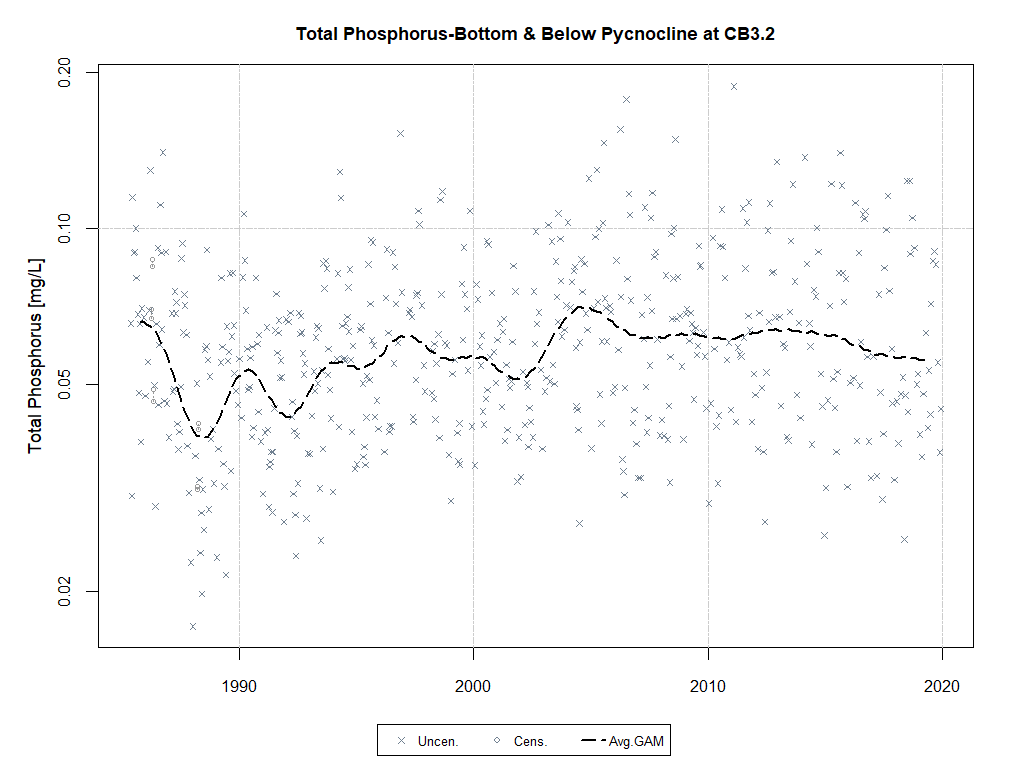 Total Phosphorus-Bottom & Below Pycnocline at CB3.2
Total Phosphorus [mg/L]
0.20
0.10
0.05
0.02
1990 2000 2010 2020
Uncen. Cens. Avg.GAM